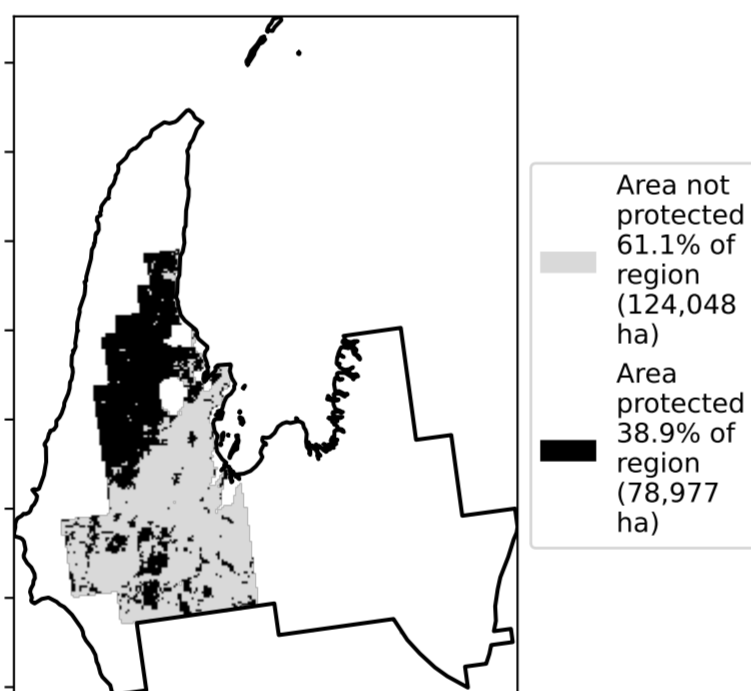 Area not
protected
61.1% of
region
(124,048
ha)
Area
protected
38.9% of
region
(78,977
ha)